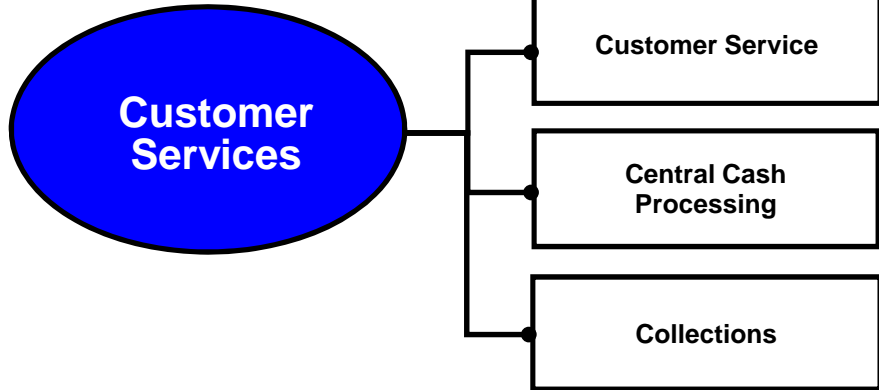 Customer
Services
Customer Service
Central Cash
Processing
Collections